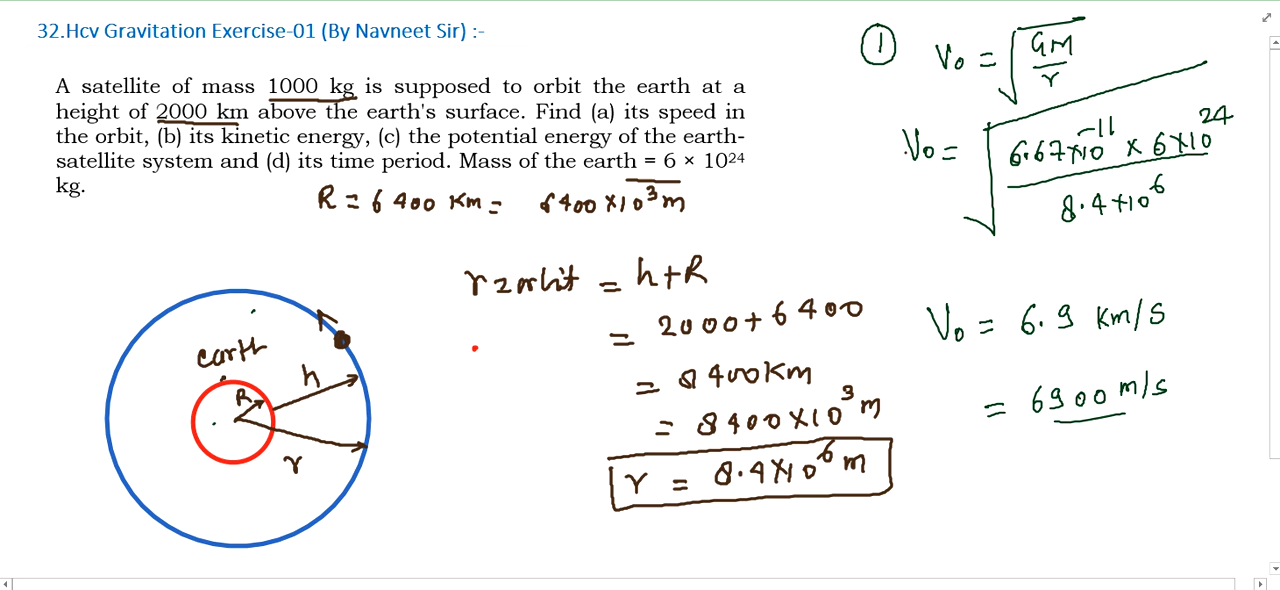 32.Hcv Gravitation Exercise-01 (By Navneet Sir) :-
A satellite of mass 1000 kg is supposed to orbit the earth at a
height of 2000 km above the earth's surface. Find (a) its speed in
the orbit, (b) its kinetic energy, (c) the potential energy of the earth-
satellite system and (d) its time period. Mass of the earth = 6 × 10²⁴
kg.
R = 6400 Km = 6400 × 10³ m
r = orbit = h+R
= 2000 + 6400
= 8400 Km
= 8400 × 10³ m
r = 8.4 × 10⁶ m
earth
h
R
r
① V₀ = √(GM/r)
V₀ = √(6.67×10⁻¹¹ × 6×10²⁴ / 8.4×10⁶)
V₀ = 6.9 Km/s
= 6900 m/s